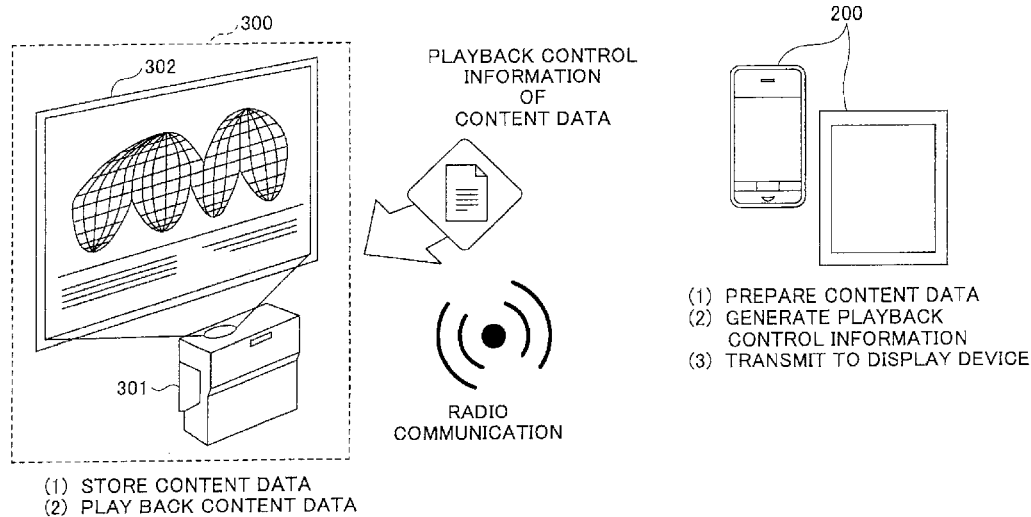 300
302
301
(1) STORE CONTENT DATA
(2) PLAY BACK CONTENT DATA
PLAYBACK CONTROL
INFORMATION
OF
CONTENT DATA
RADIO
COMMUNICATION
200
(1) PREPARE CONTENT DATA
(2) GENERATE PLAYBACK
CONTROL INFORMATION
(3) TRANSMIT TO DISPLAY DEVICE